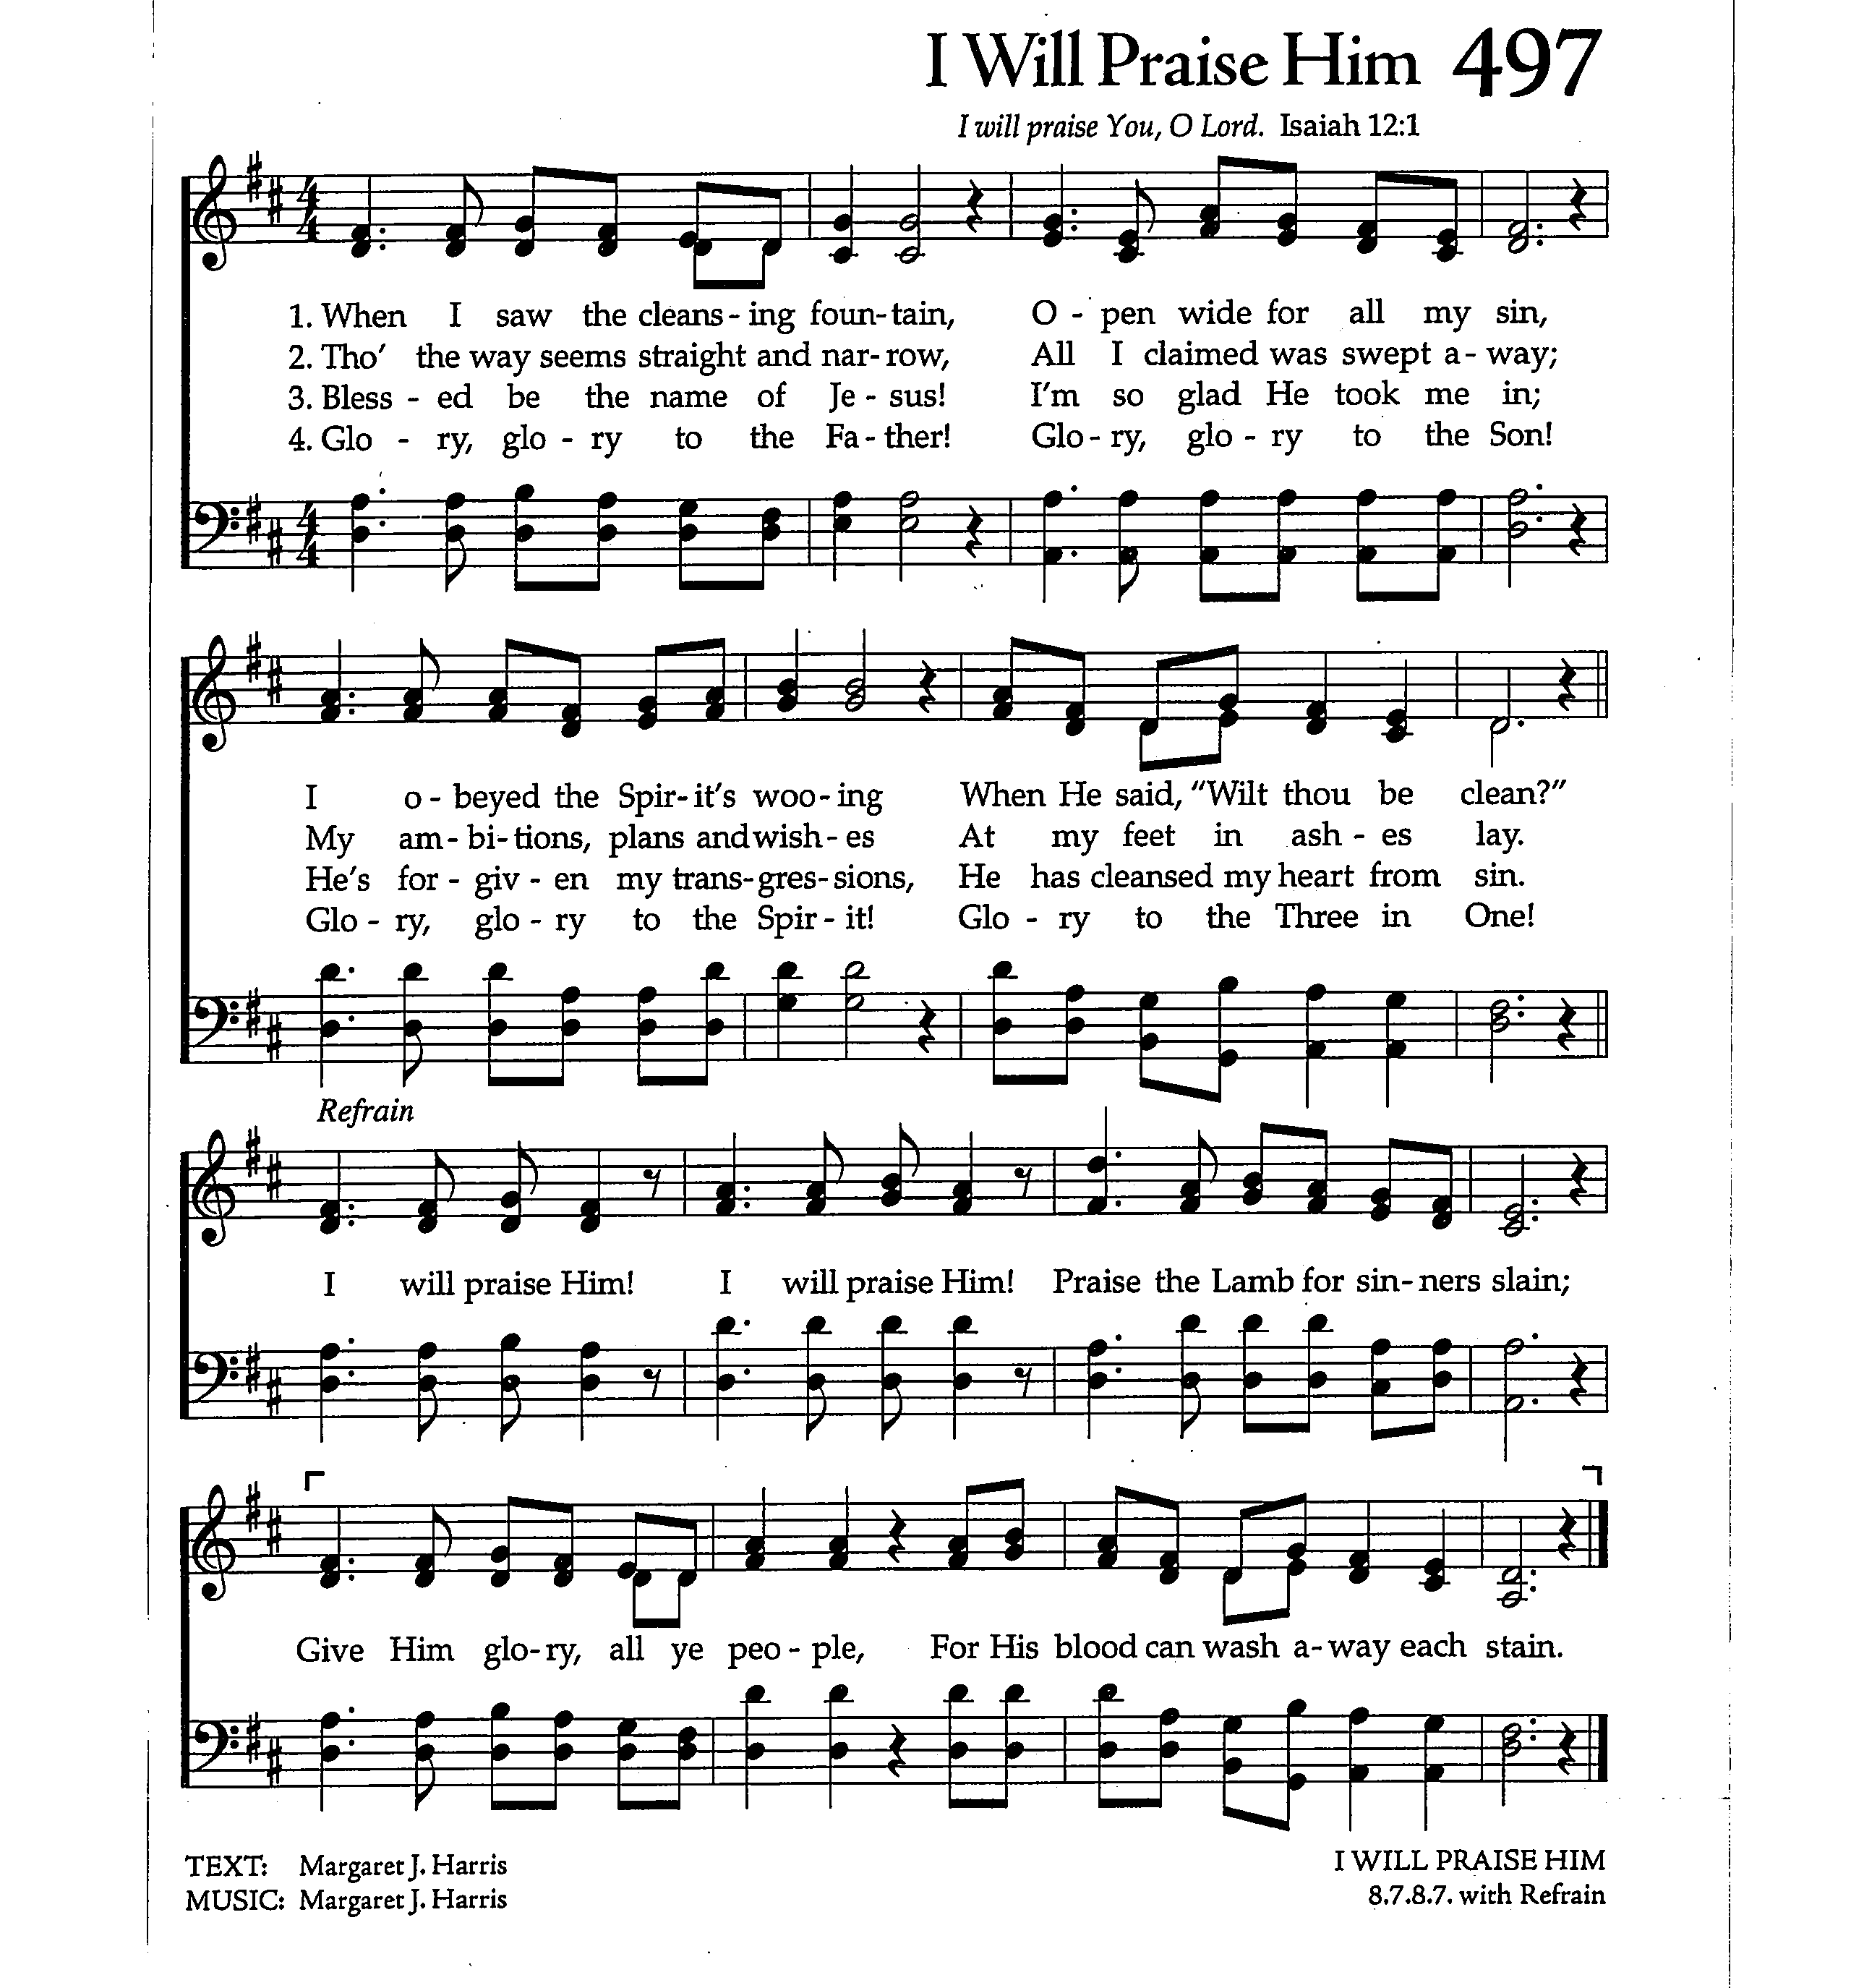 I Will Praise Him 497
I will praise You, O Lord. Isaiah 12:1
4
4
1. When I saw the cleans - ing foun - tain, O - pen wide for all my sin,
2. Tho' the way seems straight and nar - row, All I claimed was swept a - way;
3. Bless - ed be the name of Je - sus! I'm so glad He took me in;
4. Glo - ry, glo - ry to the Fa - ther! Glo - ry, glo - ry to the Son!
4
4
I o - beyed the Spir - it's woo - ing When He said, "Wilt thou be clean?"
My am - bi - tions, plans and wish - es At my feet in ash - es lay.
He's for - giv - en my trans - gres - sions, He has cleansed my heart from sin.
Glo - ry, glo - ry to the Spir - it! Glo - ry to the Three in One!
Refrain
I will praise Him! I will praise Him! Praise the Lamb for sin - ners slain;
Give Him glo - ry, all ye peo - ple, For His blood can wash a - way each stain.
TEXT: Margaret J. Harris
MUSIC: Margaret J. Harris
I WILL PRAISE HIM
8.7.8.7. with Refrain